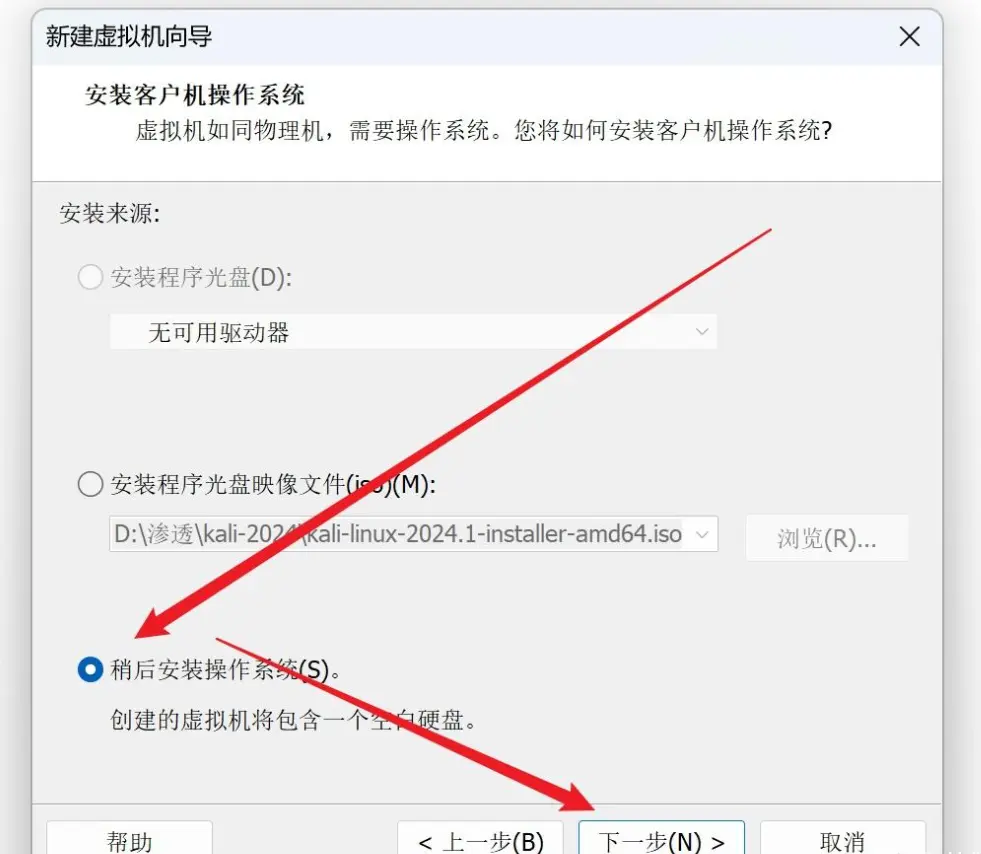 新建虚拟机向导
安装客户机操作系统
虚拟机如同物理机，需要操作系统。您将如何安装客户机操作系统?
安装来源:
安装程序光盘(D):
无可用驱动器
安装程序光盘映像文件(iso)(M):
D:\渗透\kali-2024\kali-linux-2024.1-installer-amd64.iso
浏览(R)...
稍后安装操作系统(S)。
创建的虚拟机将包含一个空白硬盘。
帮助
< 上一步(B)
下一步(N) >
取消